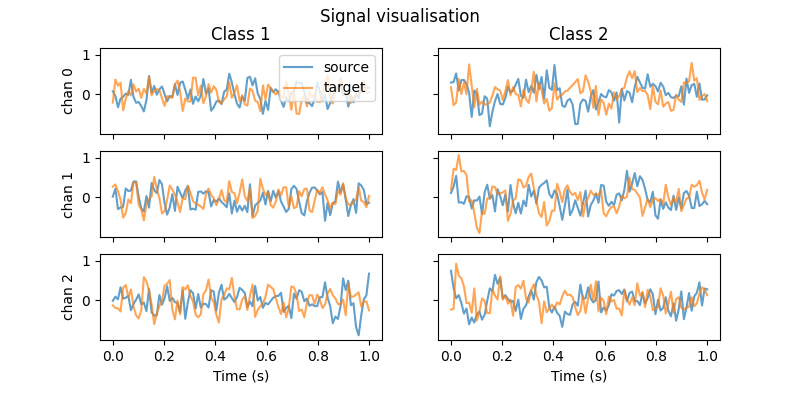 Signal visualisation
Class 1
Class 2
chan 0
1
0
source
target
chan 1
1
0
chan 2
1
0
0.0 0.2 0.4 0.6 0.8 1.0
0.0 0.2 0.4 0.6 0.8 1.0
Time (s)
Time (s)